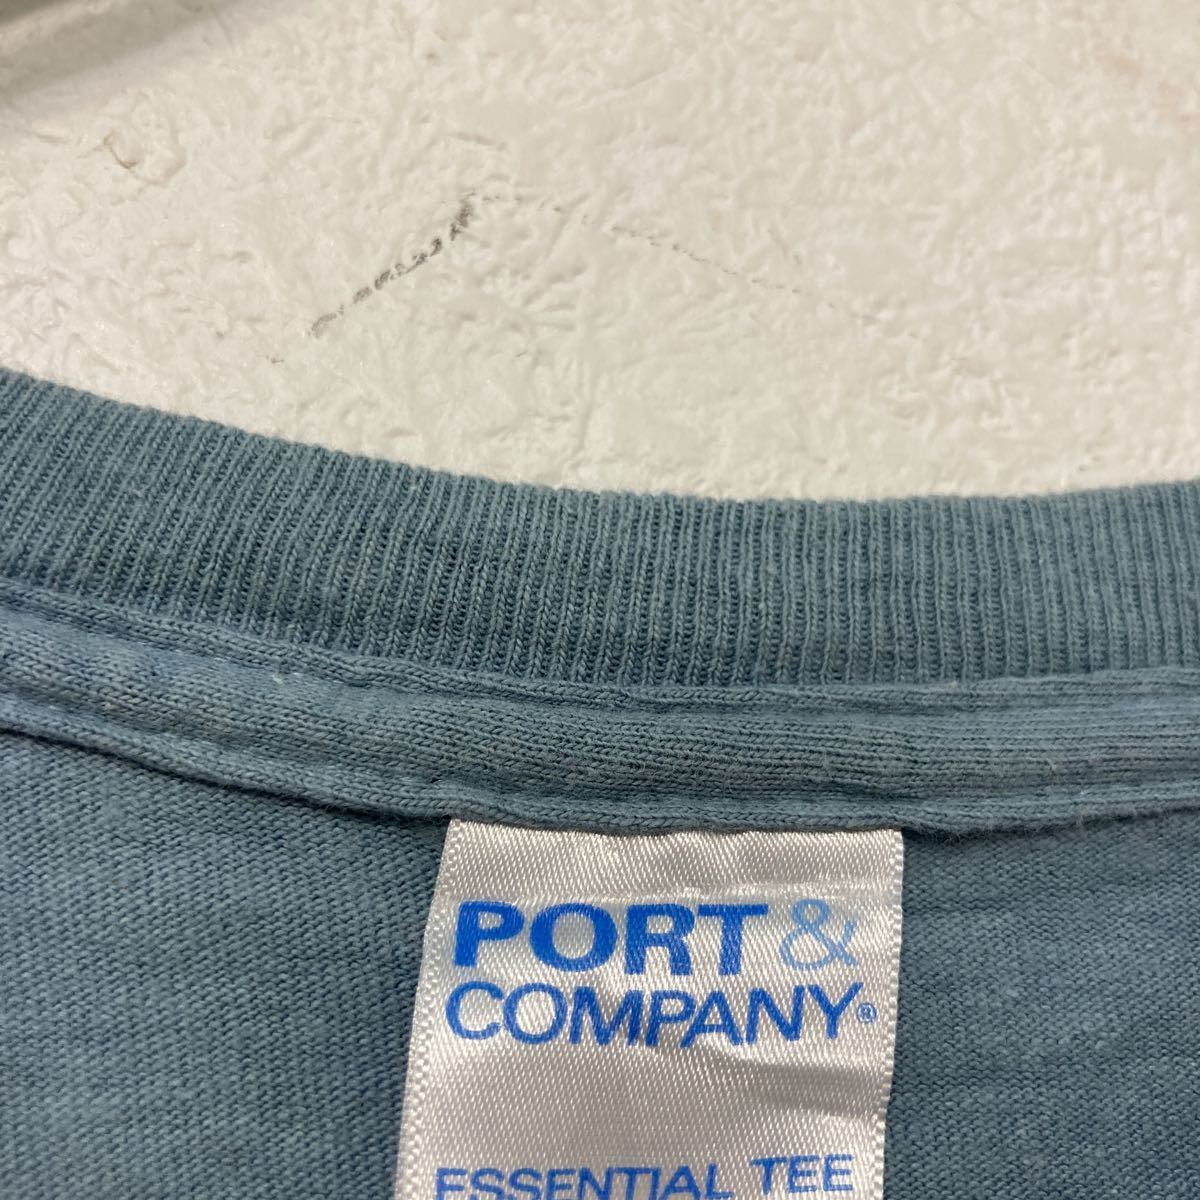 PORT &
COMPANY®
ESSENTIAL TEE